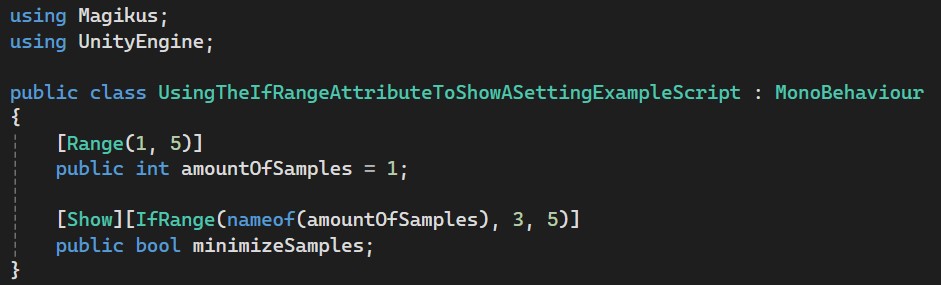 using Magikus;
using UnityEngine;
public class UsingTheIfRangeAttributeToShowASettingExampleScript : MonoBehaviour
{
[Range(1, 5)]
public int amountOfSamples = 1;
[Show][IfRange(nameof(amountOfSamples), 3, 5)]
public bool minimizeSamples;
}